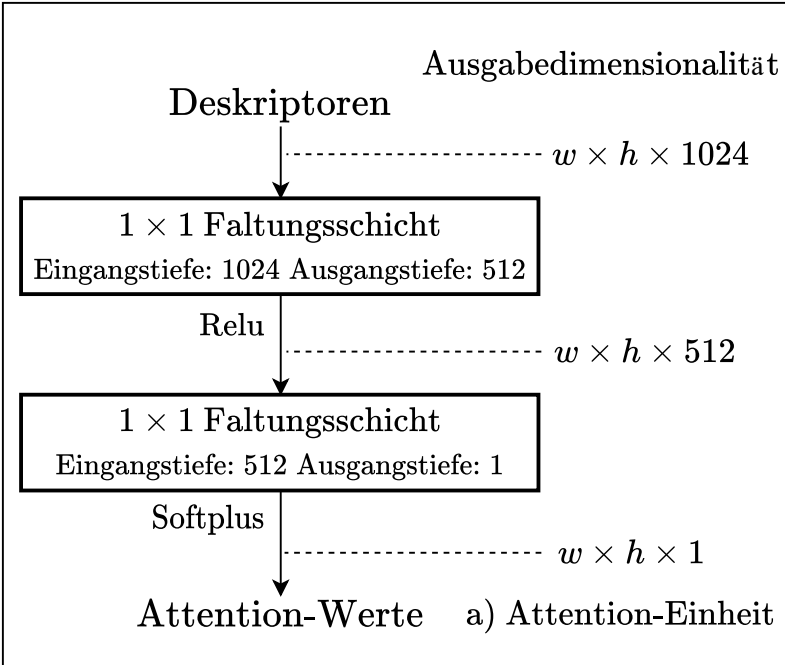 Ausgabedimensionalität
Deskriptoren
w × h × 1024
1 × 1 Faltungsschicht
Eingangstiefe: 1024 Ausgangstiefe: 512
Relu
w × h × 512
1 × 1 Faltungsschicht
Eingangstiefe: 512 Ausgangstiefe: 1
Softplus
w × h × 1
Attention-Werte
a) Attention-Einheit